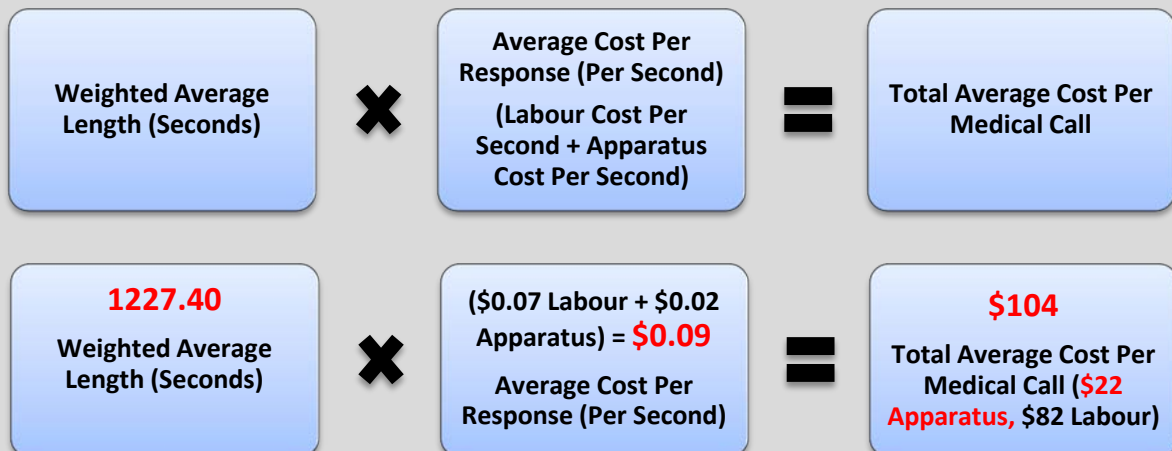 Weighted Average
Length (Seconds)
Average Cost Per
Response (Per Second)
(Labour Cost Per
Second + Apparatus
Cost Per Second)
Total Average Cost Per
Medical Call
1227.40
Weighted Average
Length (Seconds)
($0.07 Labour + $0.02
Apparatus) = $0.09
Average Cost Per
Response (Per Second)
$104
Total Average Cost Per
Medical Call ($22
Apparatus, $82 Labour)